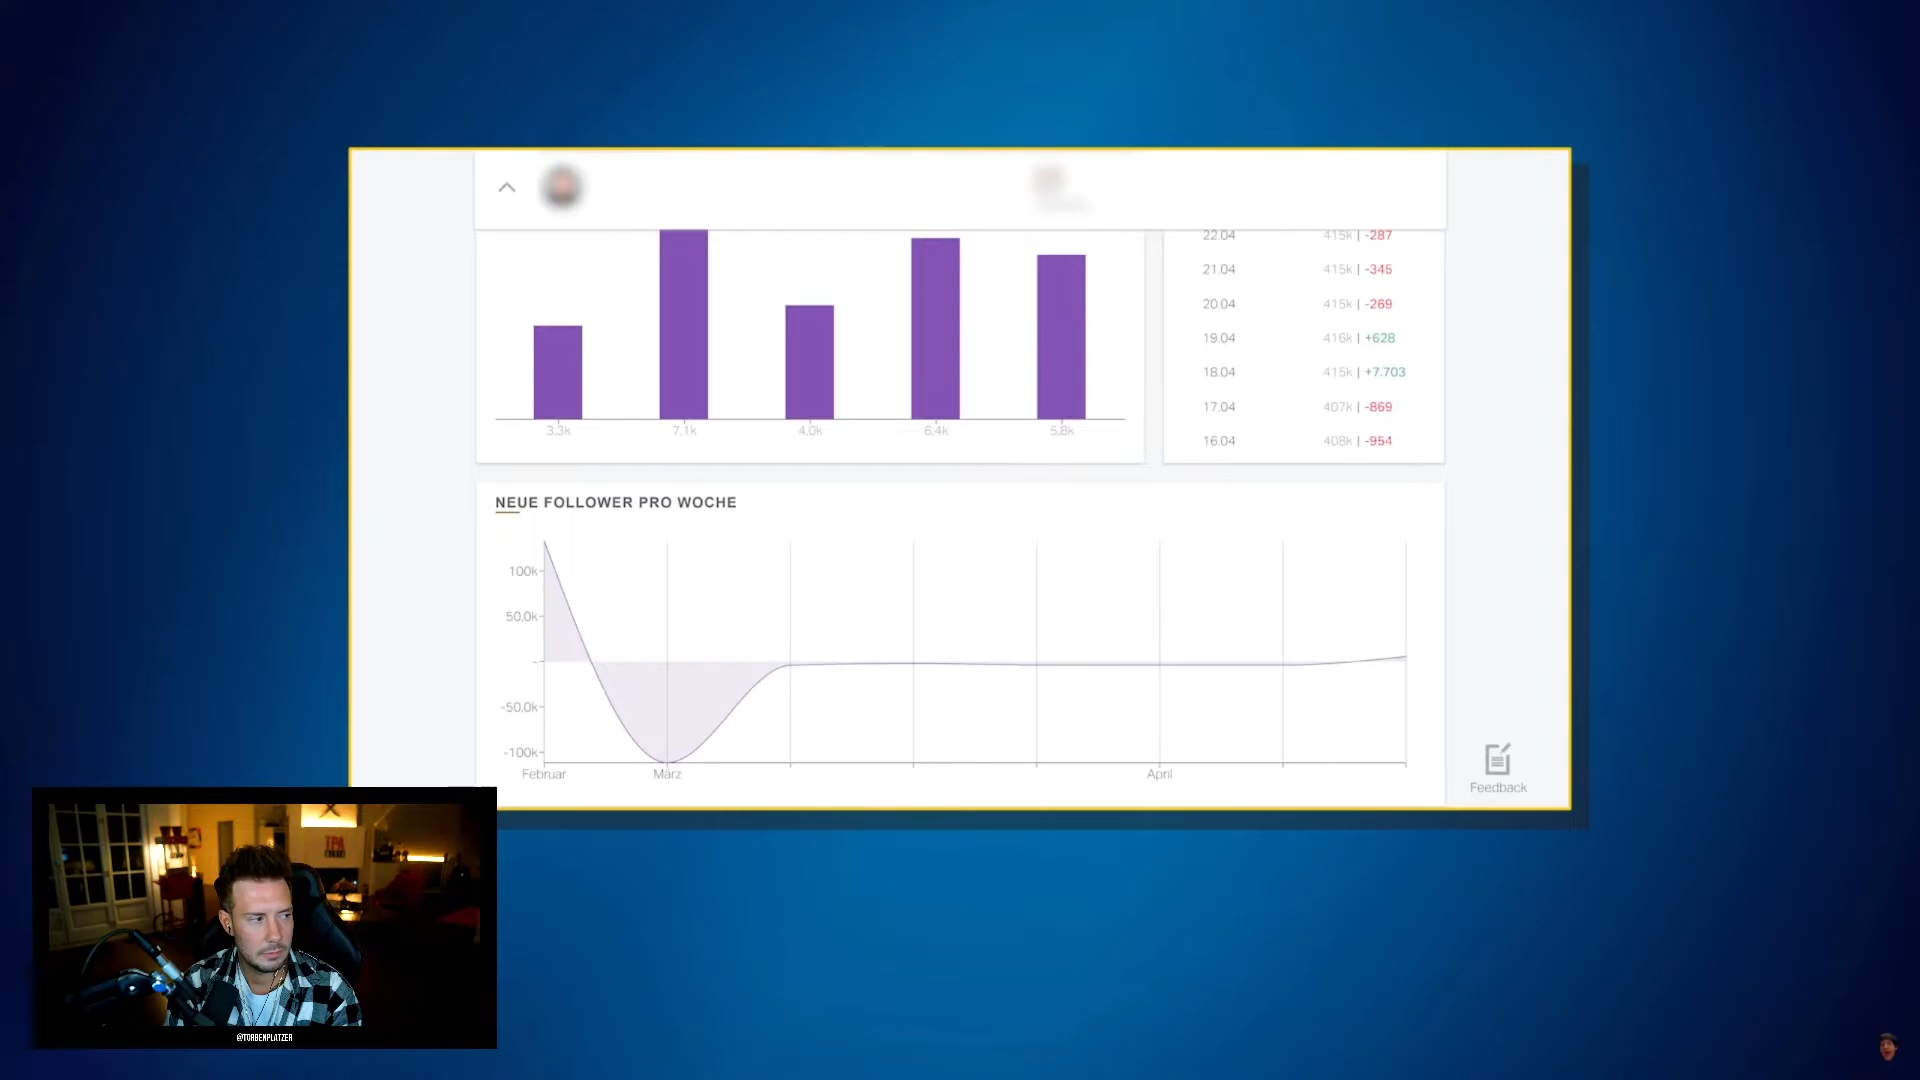 22.04 415k | -287
21.04 415k | -345
20.04 415k | -269
19.04 416k | +628
18.04 415k | +7.703
17.04 407k | -869
16.04 408k | -954
3.3k 7.1k 4.0k 6.4k 5.8k
NEUE FOLLOWER PRO WOCHE
100k
50.0k
-
-50.0k
-100k
Februar März April
Feedback
TPA
@TORBENPLATZER